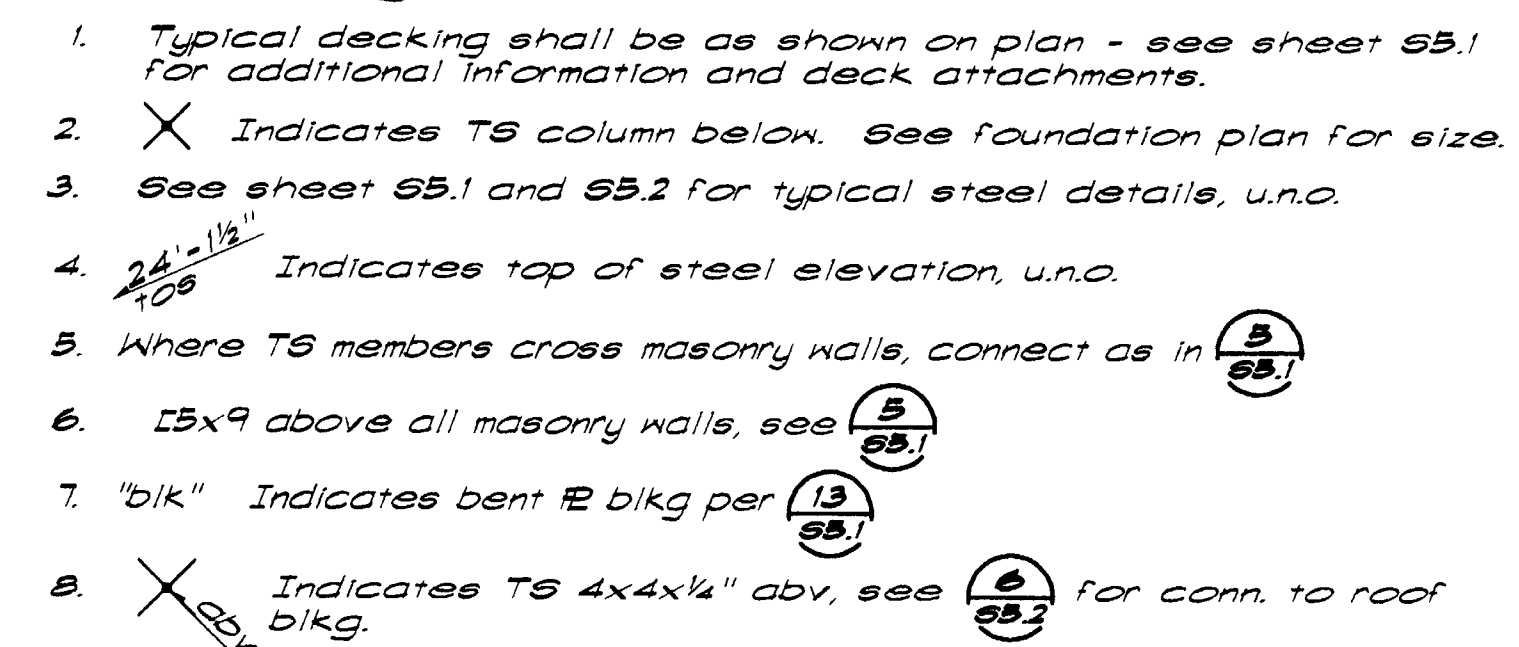 1. Typical decking shall be as shown on plan - see sheet S5.1
for additional information and deck attachments.
2. Indicates TS column below. See foundation plan for size.
3. See sheet S5.1 and S5.2 for typical steel details, u.n.o.
4. 24'-1½" tos Indicates top of steel elevation, u.n.o.
5. Where TS members cross masonry walls, connect as in 5 S5.1
6. [5x9 above all masonry walls, see 5 S5.1
7. "blk" Indicates bent ℄ blkg per 13 S5.1
8. abv Indicates TS 4x4x¼" abv, see 6 S5.2 for conn. to roof
blkg.